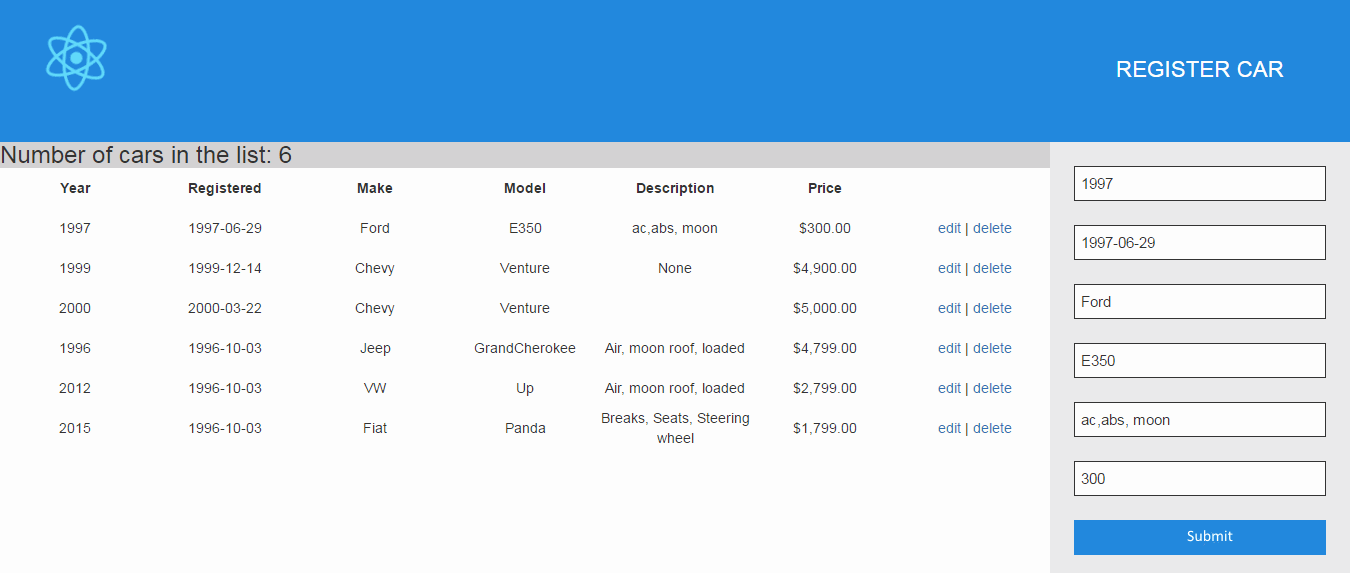 REGISTER CAR
Number of cars in the list: 6
Year Registered Make Model Description Price
1997 1997-06-29 Ford E350 ac,abs, moon $300.00 edit | delete
1999 1999-12-14 Chevy Venture None $4,900.00 edit | delete
2000 2000-03-22 Chevy Venture $5,000.00 edit | delete
1996 1996-10-03 Jeep GrandCherokee Air, moon roof, loaded $4,799.00 edit | delete
2012 1996-10-03 VW Up Air, moon roof, loaded $2,799.00 edit | delete
2015 1996-10-03 Fiat Panda Breaks, Seats, Steering wheel $1,799.00 edit | delete
1997
1997-06-29
Ford
E350
ac,abs, moon
300
Submit